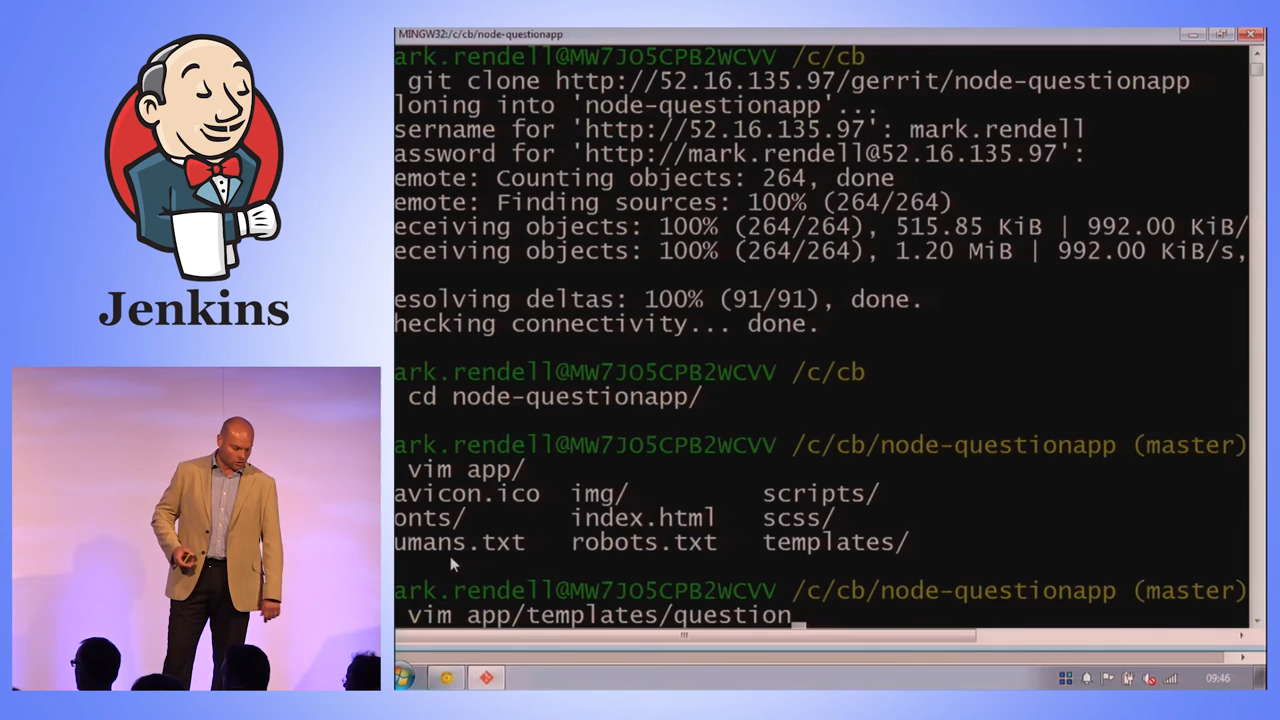 Jenkins
MINGW32:/c/cb/node-questionapp
ark.rendell@MW7JO5CPB2WCVV /c/cb
git clone http://52.16.135.97/gerrit/node-questionapp
loning into 'node-questionapp'...
sername for 'http://52.16.135.97': mark.rendell
assword for 'http://mark.rendell@52.16.135.97':
emote: Counting objects: 264, done
emote: Finding sources: 100% (264/264)
eceiving objects: 100% (264/264), 515.85 KiB | 992.00 KiB/
eceiving objects: 100% (264/264), 1.20 MiB | 992.00 KiB/s,
esolving deltas: 100% (91/91), done.
hecking connectivity... done.
ark.rendell@MW7JO5CPB2WCVV /c/cb
cd node-questionapp/
ark.rendell@MW7JO5CPB2WCVV /c/cb/node-questionapp (master)
vim app/
avicon.ico img/ scripts/
onts/ index.html scss/
umans.txt robots.txt templates/
ark.rendell@MW7JO5CPB2WCVV /c/cb/node-questionapp (master)
vim app/templates/question
09:46